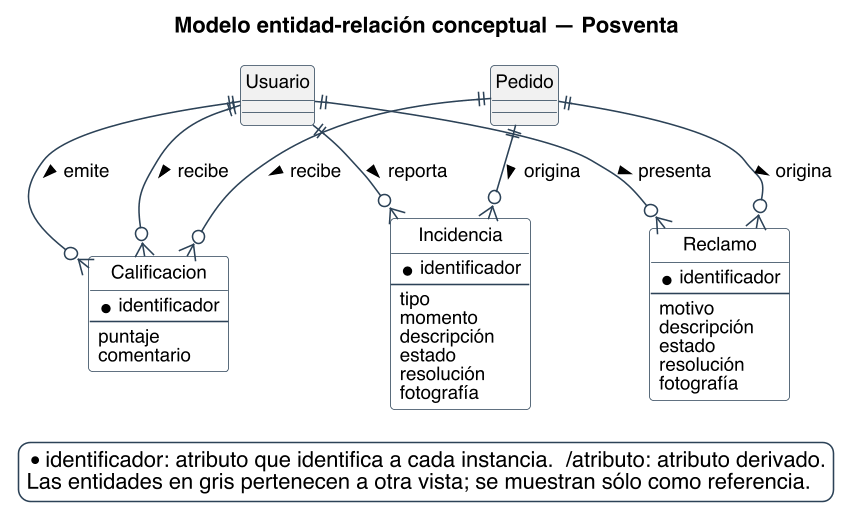 Modelo entidad-relación conceptual — Posventa
Usuario
Pedido
emite
recibe
recibe
reporta
origina
presenta
origina
Calificacion
● identificador
puntaje
comentario
Incidencia
● identificador
tipo
momento
descripción
estado
resolución
fotografía
Reclamo
● identificador
motivo
descripción
estado
resolución
fotografía
● identificador: atributo que identifica a cada instancia.  /atributo: atributo derivado.
Las entidades en gris pertenecen a otra vista; se muestran sólo como referencia.